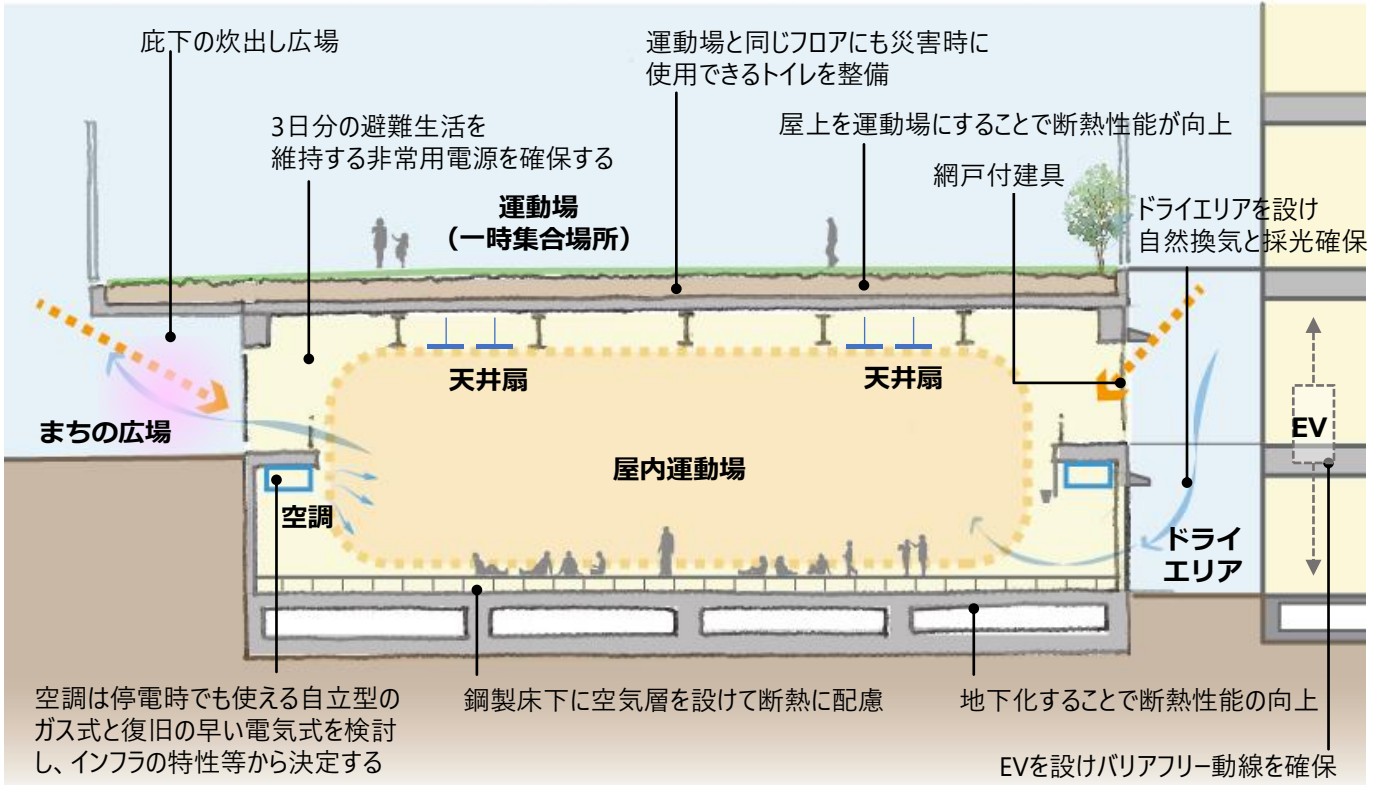 庇下の炊出し広場
運動場と同じフロアにも災害時に
使用できるトイレを整備
3日分の避難生活を
維持する非常用電源を確保する
屋上を運動場にすることで断熱性能が向上
網戸付建具
運動場
（一時集合場所）
ドライエリアを設け
自然換気と採光確保
天井扇
天井扇
まちの広場
EV
屋内運動場
空調
ドライ
エリア
空調は停電時でも使える自立型の
ガス式と復旧の早い電気式を検討
し、インフラの特性等から決定する
鋼製床下に空気層を設けて断熱に配慮
地下化することで断熱性能の向上
EVを設けバリアフリー動線を確保